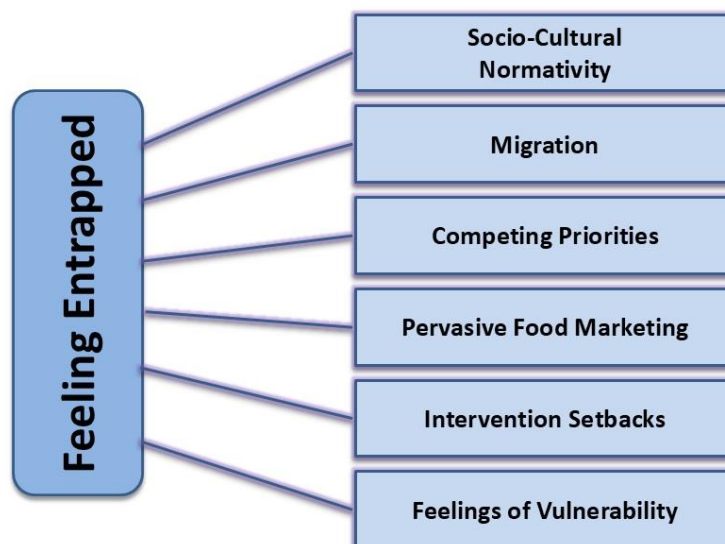 Feeling Entrapped
Socio-Cultural
Normativity
Migration
Competing Priorities
Pervasive Food Marketing
Intervention Setbacks
Feelings of Vulnerability